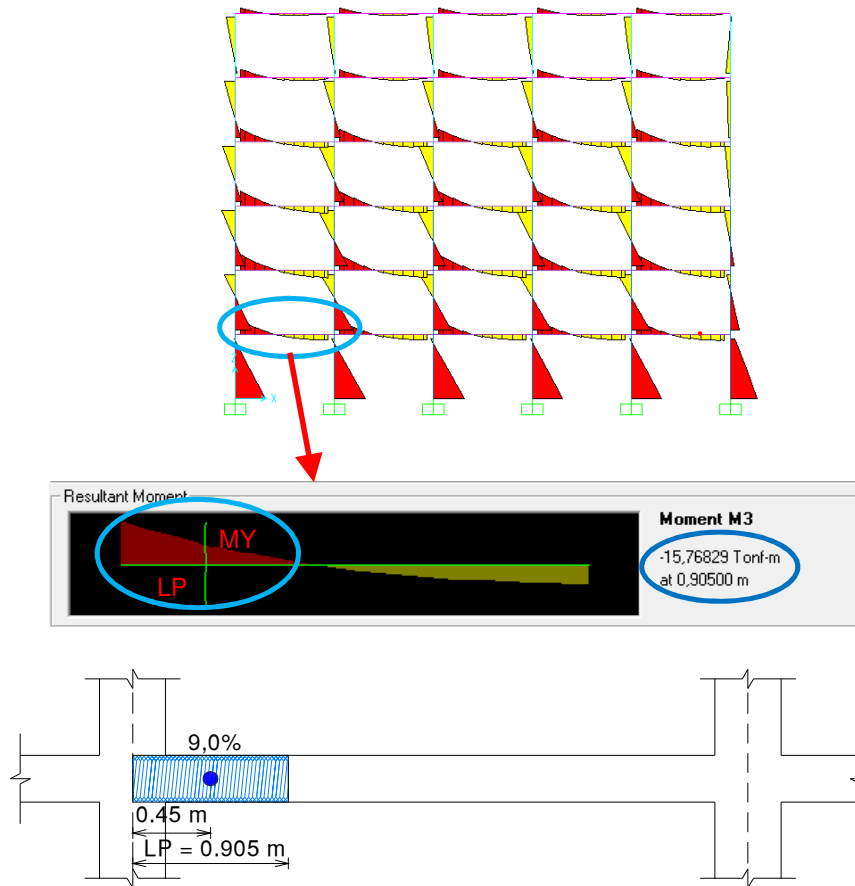 Z
X
Resultant Moment
MY
LP
Moment M3
-15,76829 Tonf-m
at 0,90500 m
9,0%
0.45 m
LP = 0.905 m